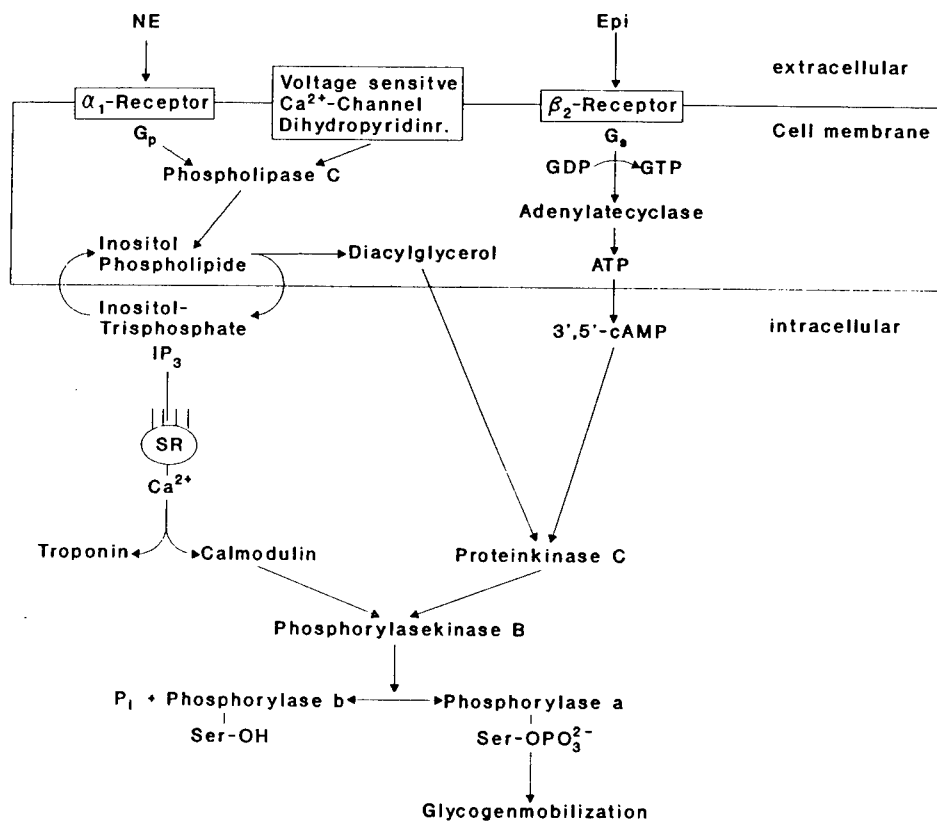 NE
Epi
extracellular
α₁-Receptor
Voltage sensitve
Ca²⁺-Channel
Dihydropyridinr.
β₂-Receptor
Cell membrane
Gₚ
Gₛ
Phospholipase C
GDP
GTP
Adenylatecyclase
Inositol
Phospholipide
Diacylglycerol
ATP
Inositol-
Trisphosphate
IP₃
3',5'-cAMP
intracellular
SR
Ca²⁺
Troponin
Calmodulin
Proteinkinase C
Phosphorylasekinase B
Pᵢ + Phosphorylase b
Phosphorylase a
Ser-OH
Ser-OPO₃²⁻
Glycogenmobilization